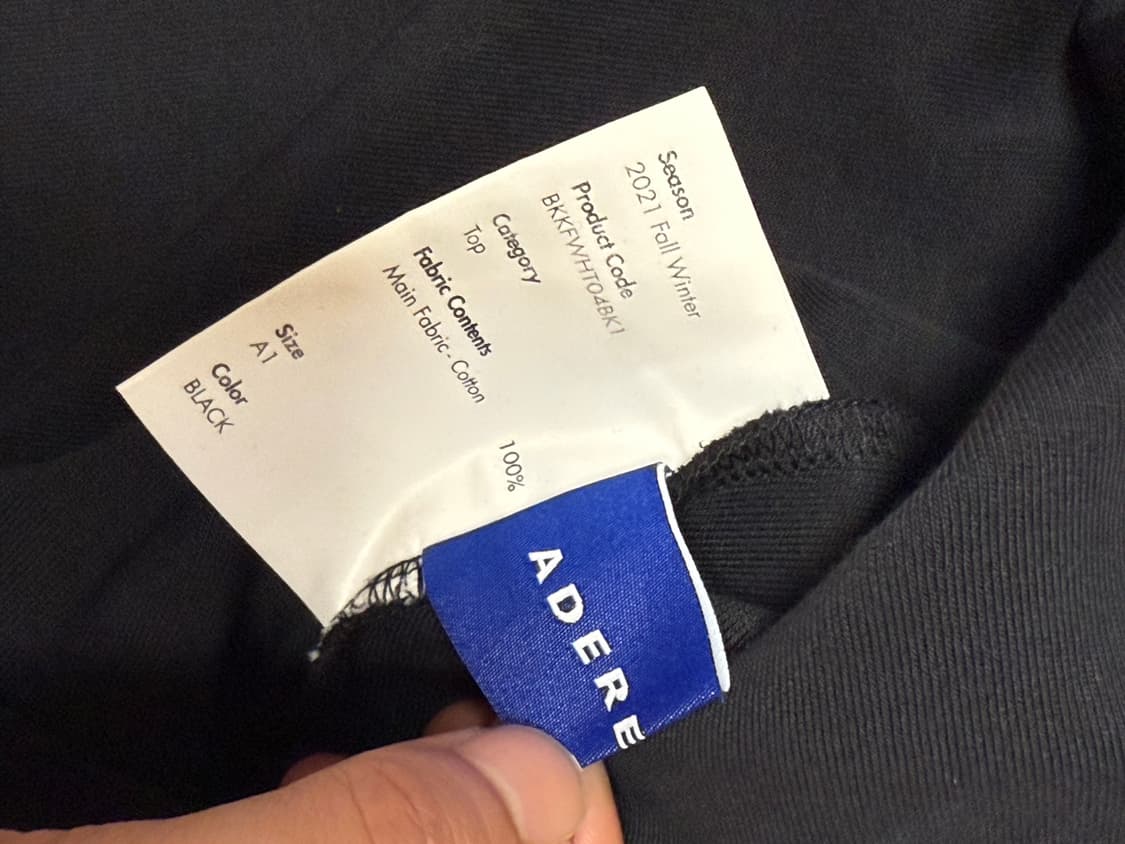 Season
2021 Fall Winter
Product Code
BKKFWHT04BK1
Category
Top
Fabric Contents
Main Fabric - Cotton
100%
Size
A1
Color
BLACK
ADERE